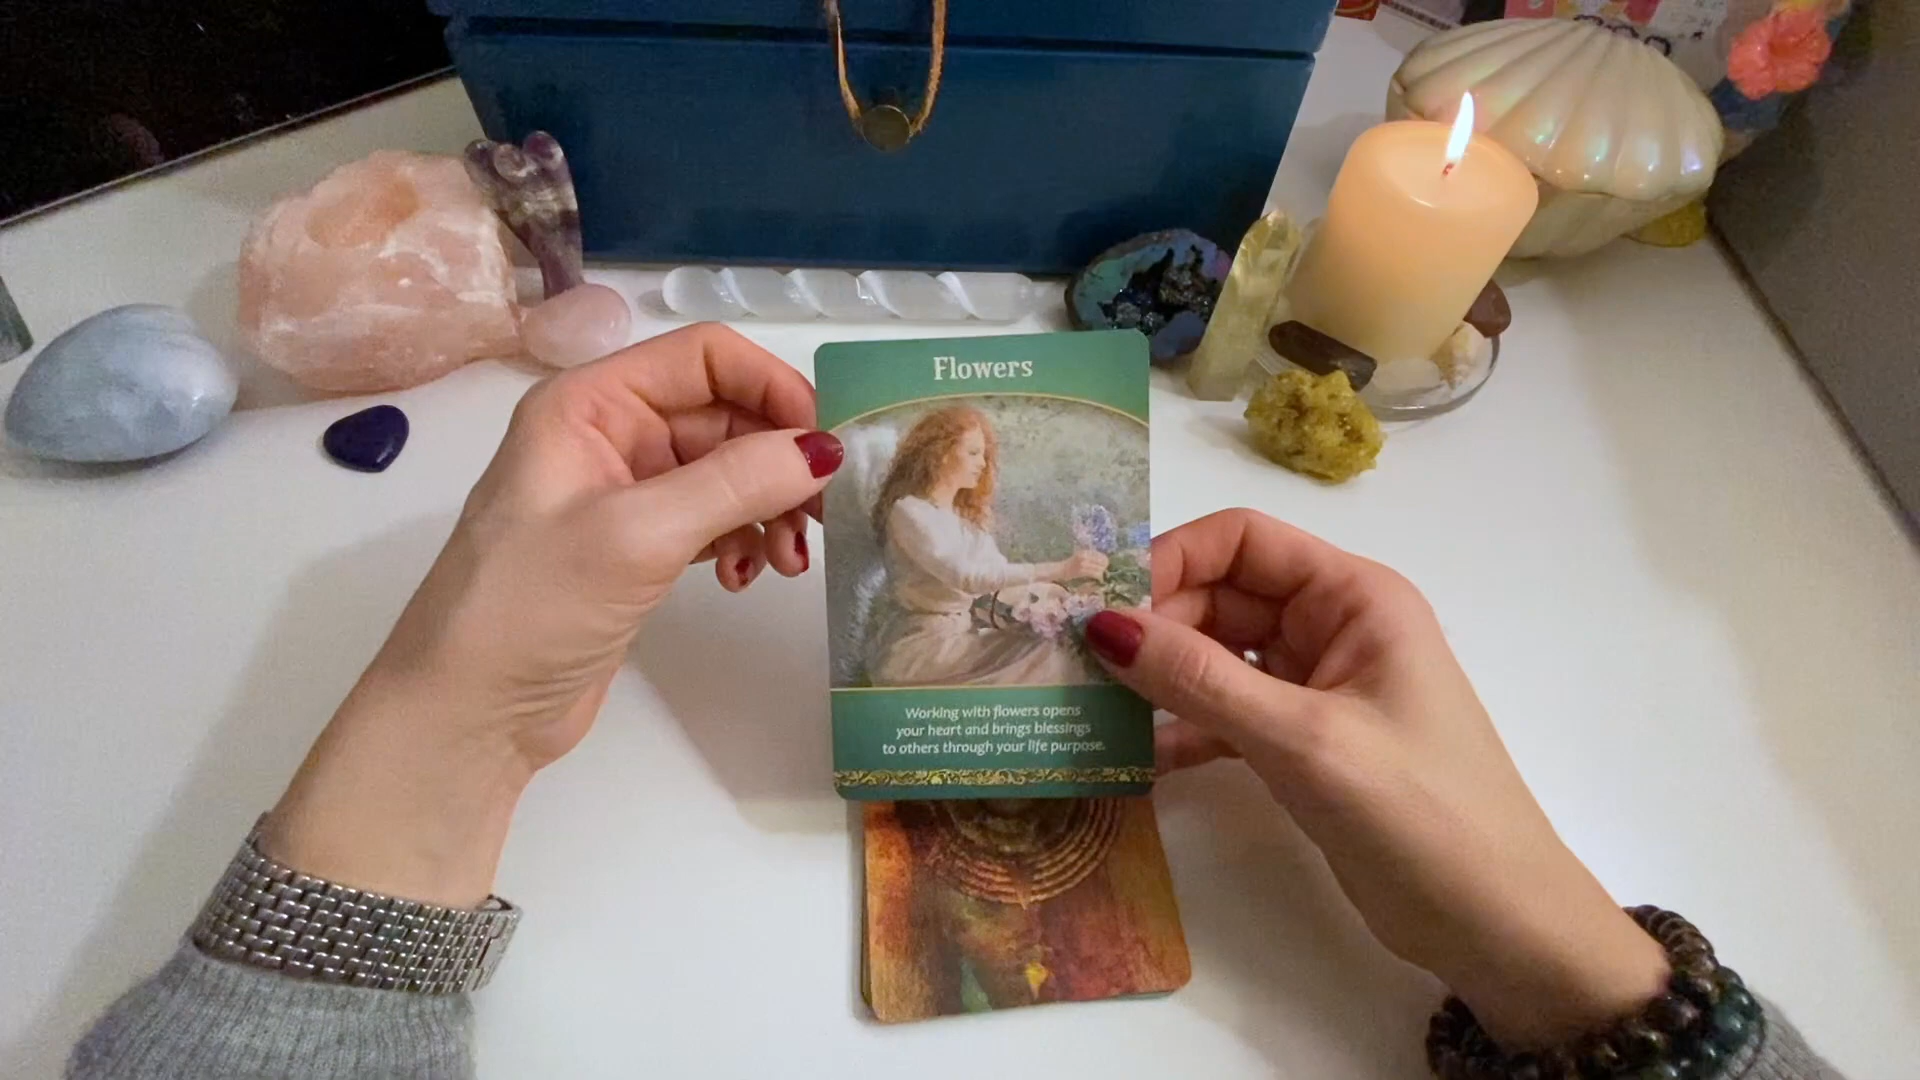 Flowers
Working with flowers opens
your heart and brings blessings
to others through your life purpose.